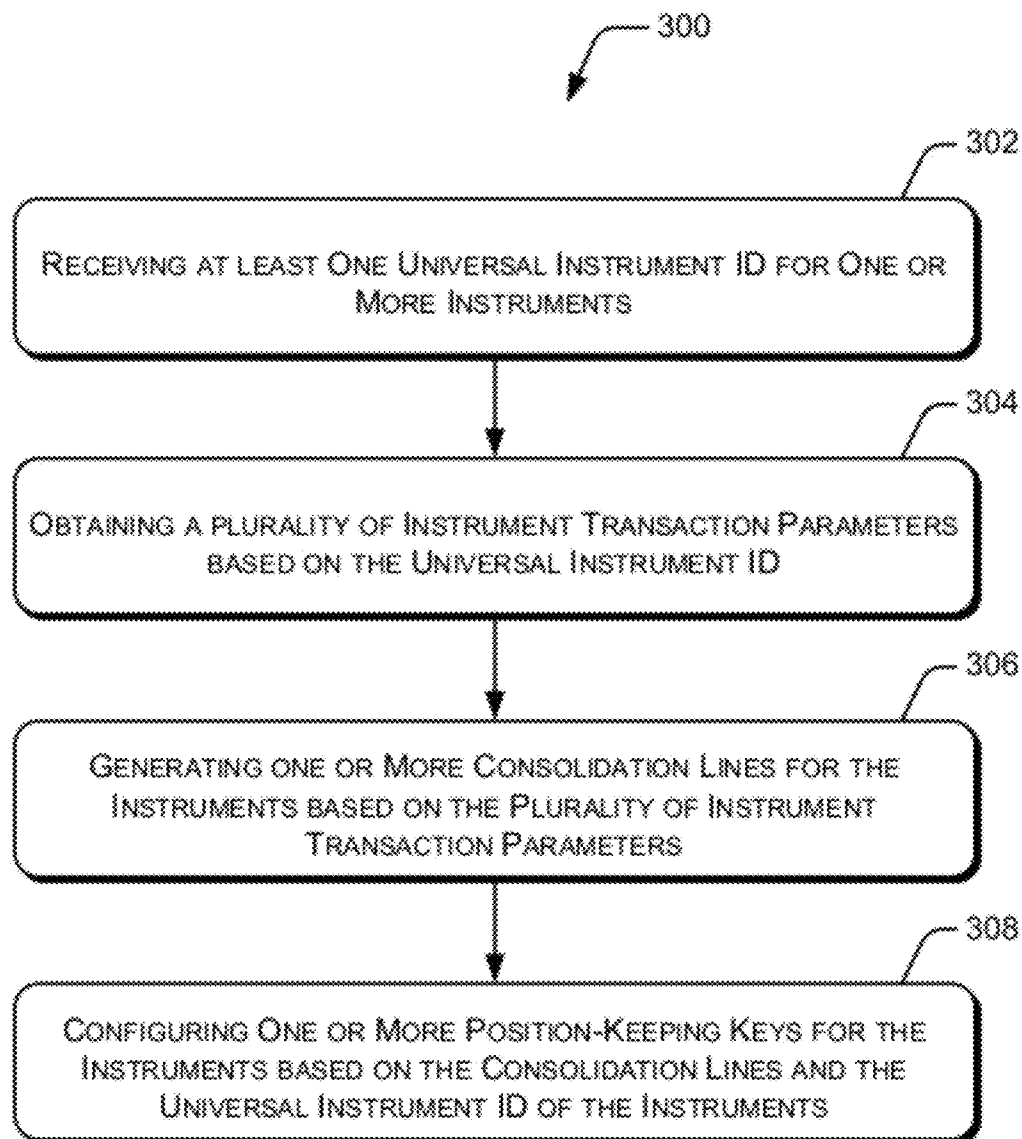 300
302
RECEIVING AT LEAST ONE UNIVERSAL INSTRUMENT ID FOR ONE OR
MORE INSTRUMENTS
304
OBTAINING A PLURALITY OF INSTRUMENT TRANSACTION PARAMETERS
BASED ON THE UNIVERSAL INSTRUMENT ID
306
GENERATING ONE OR MORE CONSOLIDATION LINES FOR THE
INSTRUMENTS BASED ON THE PLURALITY OF INSTRUMENT
TRANSACTION PARAMETERS
308
CONFIGURING ONE OR MORE POSITION-KEEPING KEYS FOR THE
INSTRUMENTS BASED ON THE CONSOLIDATION LINES AND THE
UNIVERSAL INSTRUMENT ID OF THE INSTRUMENTS